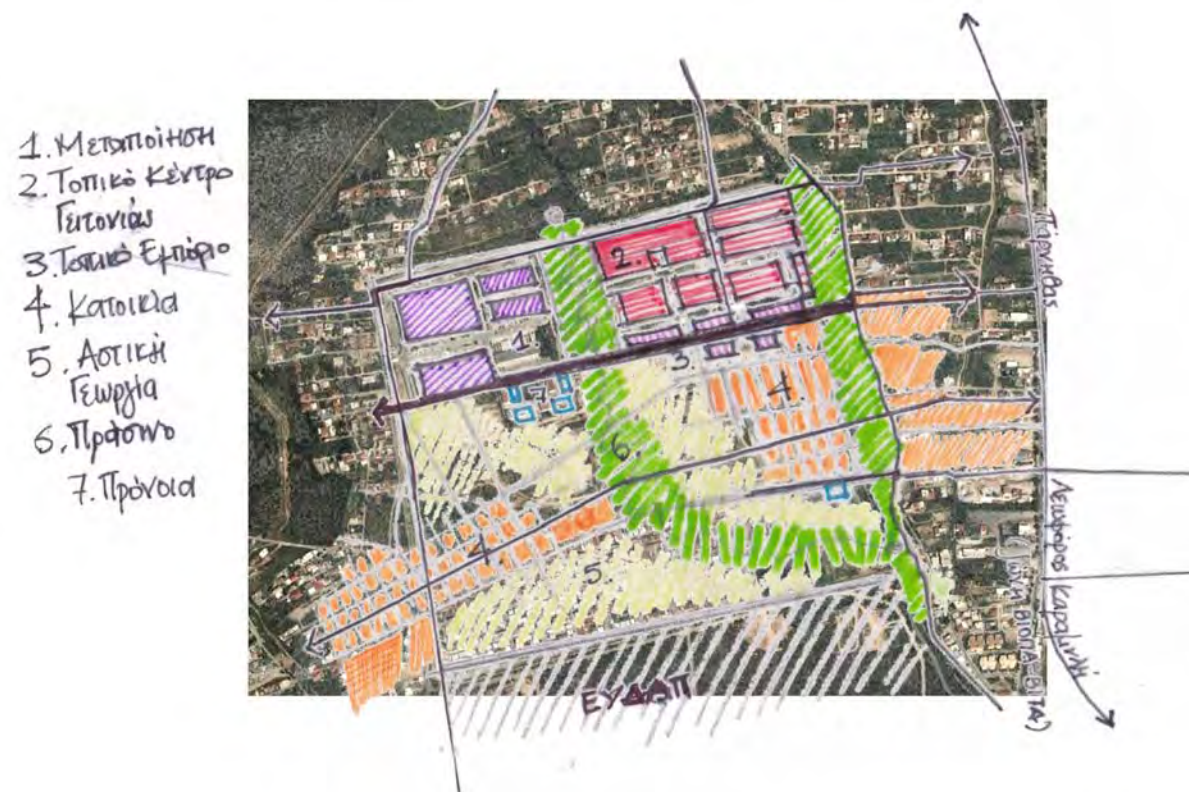 1. Μεταποίηση
2. Τοπικό Κέντρο
Γειτονιάς
3. Τοπικό Εμπόριο
4. Κατοικία
5. Αστική
Γεωργία
6. Πράσινο
7. Πρόνοια
2.
1
3
7
4
6.
4
5.
ΕΥΔΑΠ
Πάρνηθος
Λεωφόρος Καραμανλή